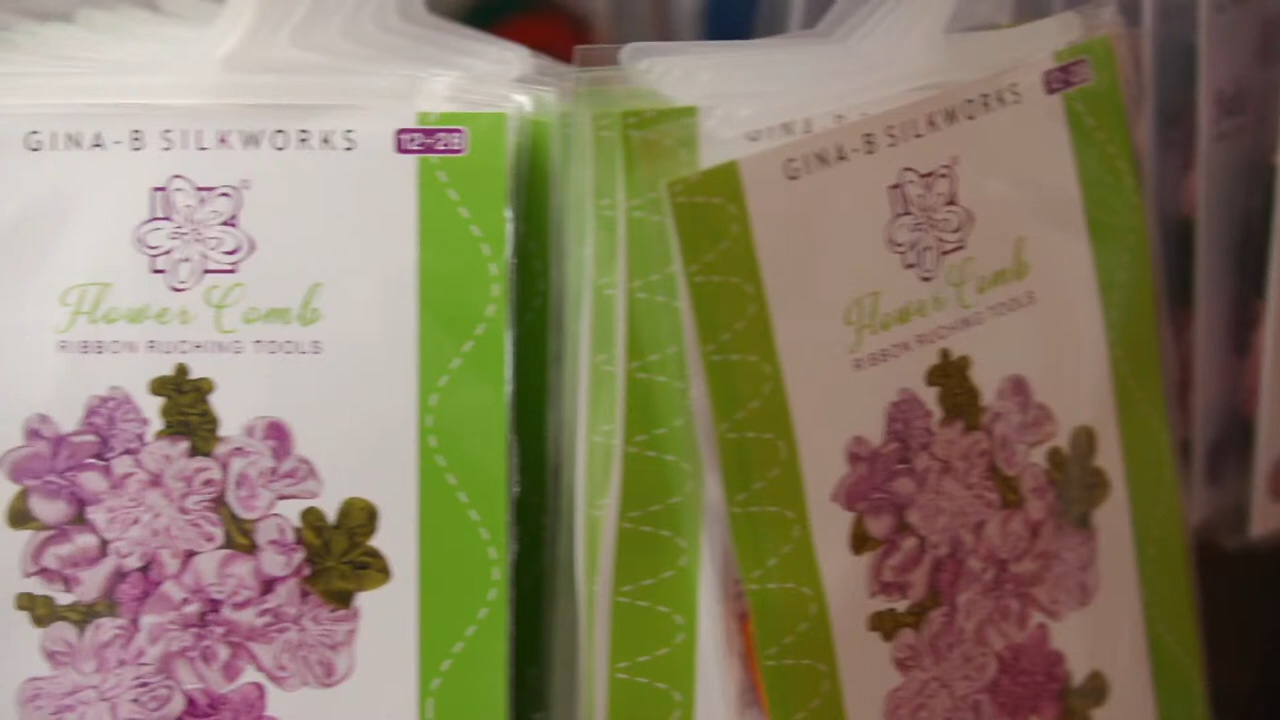 GINA-B SILKWORKS
12-28
Flower Comb
RIBBON RUCHING TOOLS
GINA-B SILKWORKS
Flower Comb
RIBBON RUCHING TOOLS